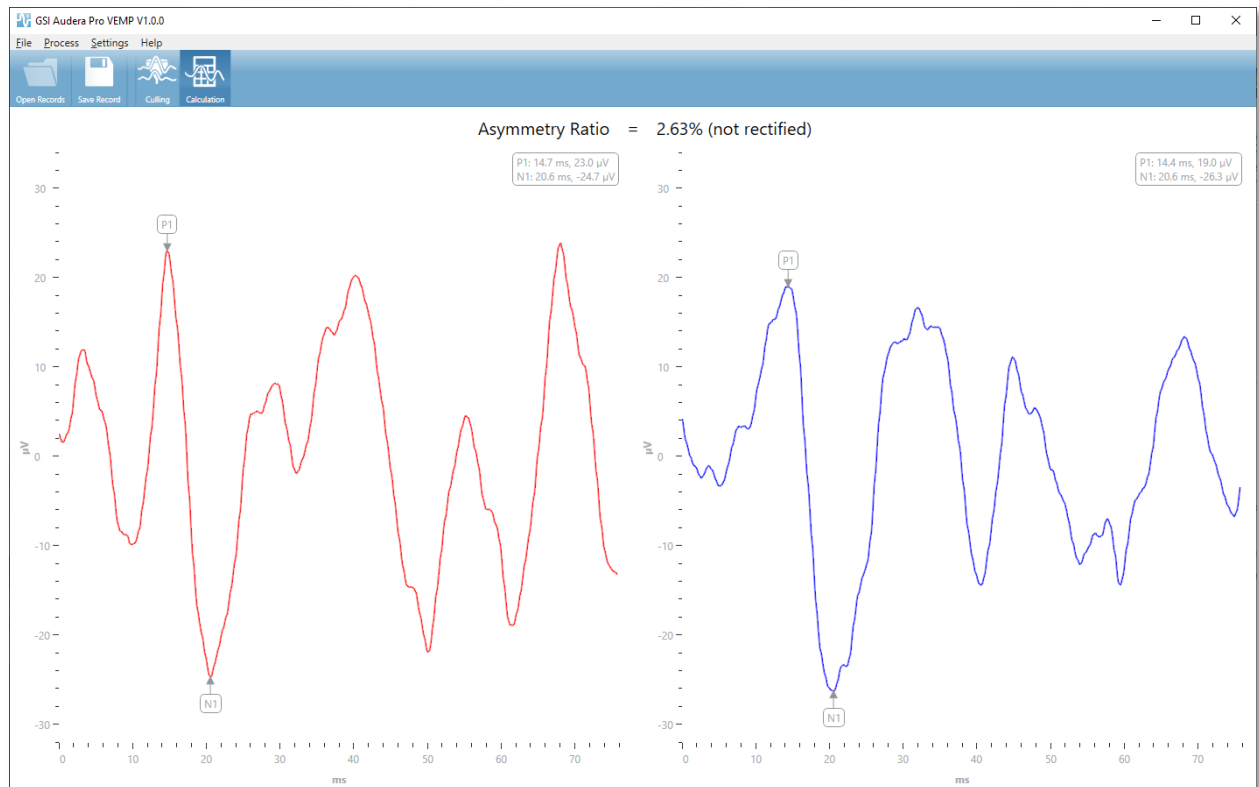 GSI Audera Pro VEMP V1.0.0
File Process Settings Help
Open Records Save Record Culling Calculation
Asymmetry Ratio = 2.63% (not rectified)
P1: 14.7 ms, 23.0 µV
N1: 20.6 ms, -24.7 µV
P1
N1
30
20
10
0
-10
-20
-30
µV
0 10 20 30 40 50 60 70
ms
P1: 14.4 ms, 19.0 µV
N1: 20.6 ms, -26.3 µV
P1
N1
30
20
10
0
-10
-20
-30
µV
0 10 20 30 40 50 60 70
ms